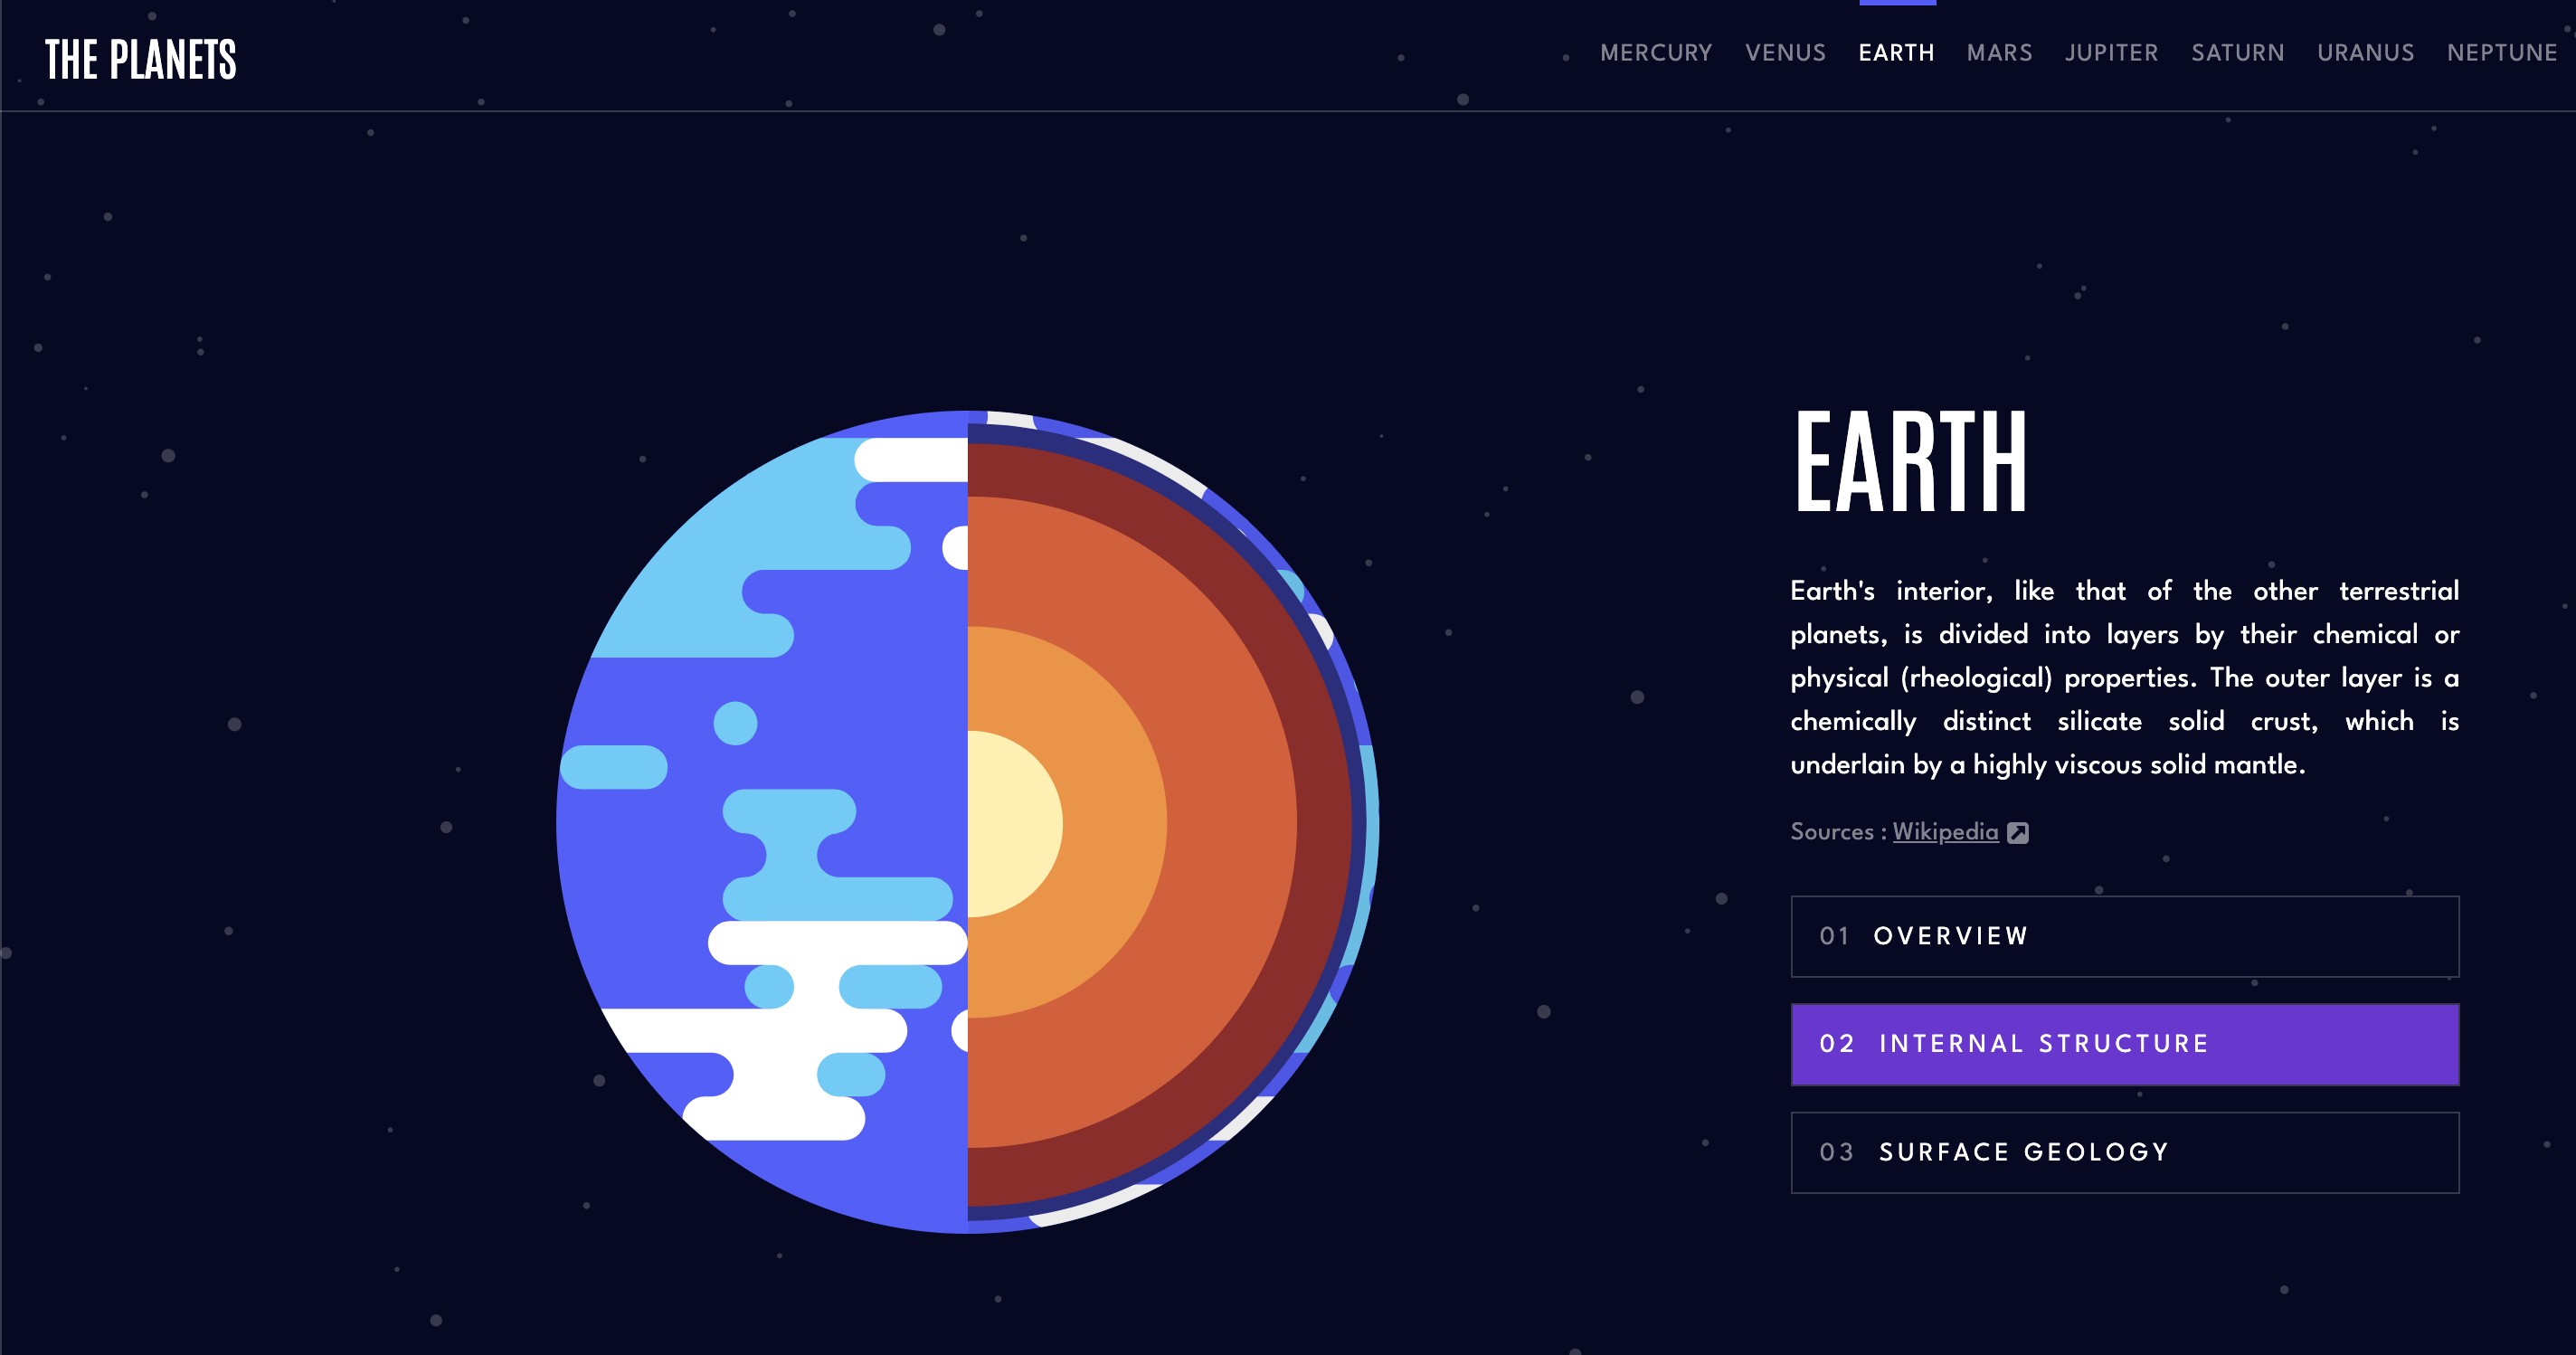 THE PLANETS
MERCURY VENUS EARTH MARS JUPITER SATURN URANUS NEPTUNE
EARTH
Earth's interior, like that of the other terrestrial
planets, is divided into layers by their chemical or
physical (rheological) properties. The outer layer is a
chemically distinct silicate solid crust, which is
underlain by a highly viscous solid mantle.
Sources : Wikipedia
01 OVERVIEW
02 INTERNAL STRUCTURE
03 SURFACE GEOLOGY